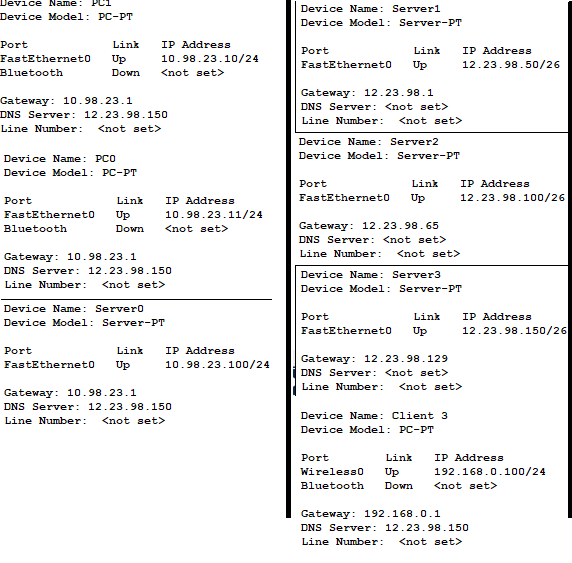 Device Name: PC1
Device Model: PC-PT
Port Link IP Address
FastEthernet0 Up 10.98.23.10/24
Bluetooth Down <not set>
Gateway: 10.98.23.1
DNS Server: 12.23.98.150
Line Number: <not set>
Device Name: PC0
Device Model: PC-PT
Port Link IP Address
FastEthernet0 Up 10.98.23.11/24
Bluetooth Down <not set>
Gateway: 10.98.23.1
DNS Server: 12.23.98.150
Line Number: <not set>
Device Name: Server0
Device Model: Server-PT
Port Link IP Address
FastEthernet0 Up 10.98.23.100/24
Gateway: 10.98.23.1
DNS Server: 12.23.98.150
Line Number: <not set>
Device Name: Server1
Device Model: Server-PT
Port Link IP Address
FastEthernet0 Up 12.23.98.50/26
Gateway: 12.23.98.1
DNS Server: 12.23.98.150
Line Number: <not set>
Device Name: Server2
Device Model: Server-PT
Port Link IP Address
FastEthernet0 Up 12.23.98.100/26
Gateway: 12.23.98.65
DNS Server: <not set>
Line Number: <not set>
Device Name: Server3
Device Model: Server-PT
Port Link IP Address
FastEthernet0 Up 12.23.98.150/26
Gateway: 12.23.98.129
DNS Server: <not set>
Line Number: <not set>
Device Name: Client 3
Device Model: PC-PT
Port Link IP Address
Wireless0 Up 192.168.0.100/24
Bluetooth Down <not set>
Gateway: 192.168.0.1
DNS Server: 12.23.98.150
Line Number: <not set>